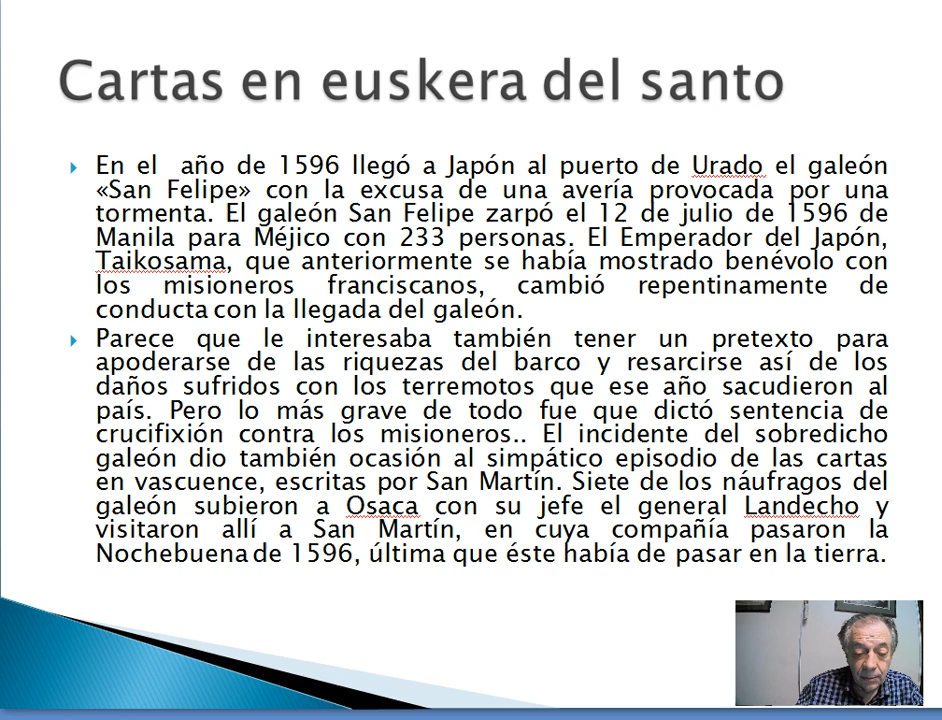 Cartas en euskera del santo
En el año de 1596 llegó a Japón al puerto de Urado el galeón
«San Felipe» con la excusa de una avería provocada por una
tormenta. El galeón San Felipe zarpó el 12 de julio de 1596 de
Manila para Méjico con 233 personas. El Emperador del Japón,
Taikosama, que anteriormente se había mostrado benévolo con
los misioneros franciscanos, cambió repentinamente de
conducta con la llegada del galeón.
Parece que le interesaba también tener un pretexto para
apoderarse de las riquezas del barco y resarcirse así de los
daños sufridos con los terremotos que ese año sacudieron al
país. Pero lo más grave de todo fue que dictó sentencia de
crucifixión contra los misioneros.. El incidente del sobredicho
galeón dio también ocasión al simpático episodio de las cartas
en vascuence, escritas por San Martín. Siete de los náufragos del
galeón subieron a Osaca con su jefe el general Landecho y
visitaron allí a San Martín, en cuya compañía pasaron la
Nochebuena de 1596, última que éste había de pasar en la tierra.